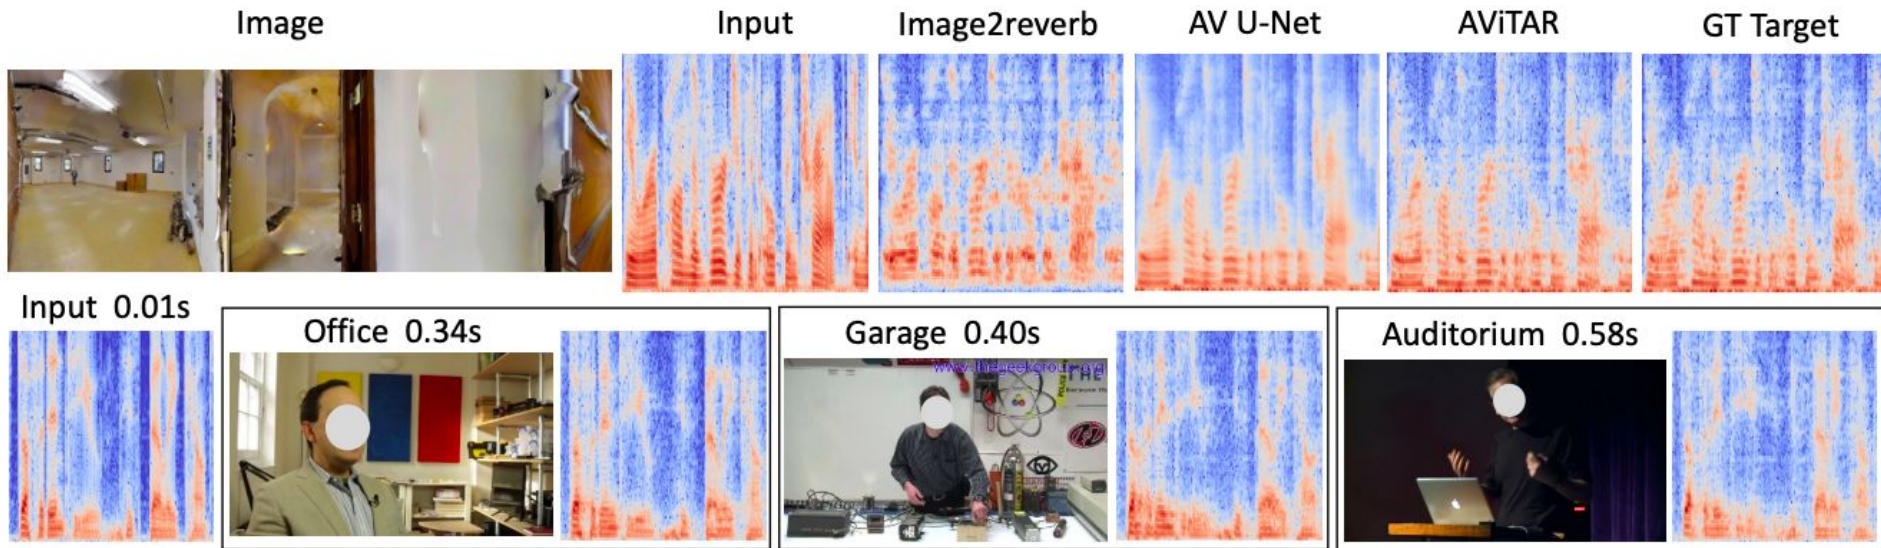 Image
Input
Image2reverb
AV U-Net
AViTAR
GT Target
Input 0.01s
Office 0.34s
Garage 0.40s
Auditorium 0.58s
www.thegeekgroup.org
THE